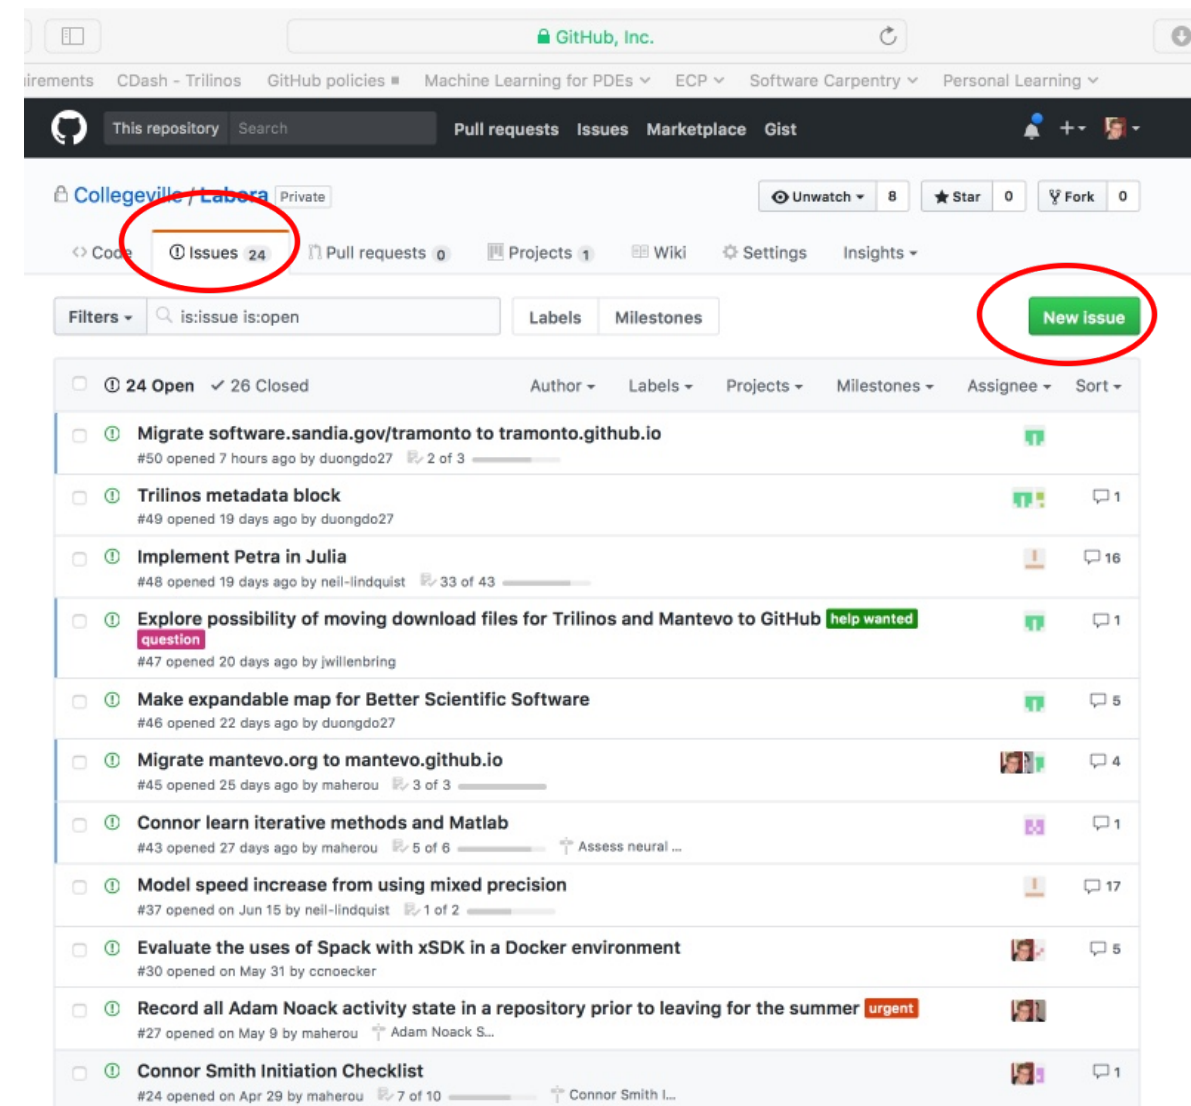 GitHub, Inc.
irements CDash - Trilinos GitHub policies Machine Learning for PDEs ECP Software Carpentry Personal Learning
This repository Search Pull requests Issues Marketplace Gist
Collegeville / Labora Private Unwatch 8 Star 0 Fork 0
Code Issues 24 Pull requests 0 Projects 1 Wiki Settings Insights
Filters is:issue is:open Labels Milestones New issue
24 Open 26 Closed Author Labels Projects Milestones Assignee Sort
Migrate software.sandia.gov/tramonto to tramonto.github.io
#50 opened 7 hours ago by duongdo27 2 of 3
Trilinos metadata block 1
#49 opened 19 days ago by duongdo27
Implement Petra in Julia 16
#48 opened 19 days ago by neil-lindquist 33 of 43
Explore possibility of moving download files for Trilinos and Mantevo to GitHub help wanted 1
question
#47 opened 20 days ago by jwillenbring
Make expandable map for Better Scientific Software 5
#46 opened 22 days ago by duongdo27
Migrate mantevo.org to mantevo.github.io 4
#45 opened 25 days ago by maherou 3 of 3
Connor learn iterative methods and Matlab 1
#43 opened 27 days ago by maherou 5 of 6 Assess neural ...
Model speed increase from using mixed precision 17
#37 opened on Jun 15 by neil-lindquist 1 of 2
Evaluate the uses of Spack with xSDK in a Docker environment 5
#30 opened on May 31 by ccnoecker
Record all Adam Noack activity state in a repository prior to leaving for the summer urgent
#27 opened on May 9 by maherou Adam Noack S...
Connor Smith Initiation Checklist 1
#24 opened on Apr 29 by maherou 7 of 10 Connor Smith I...